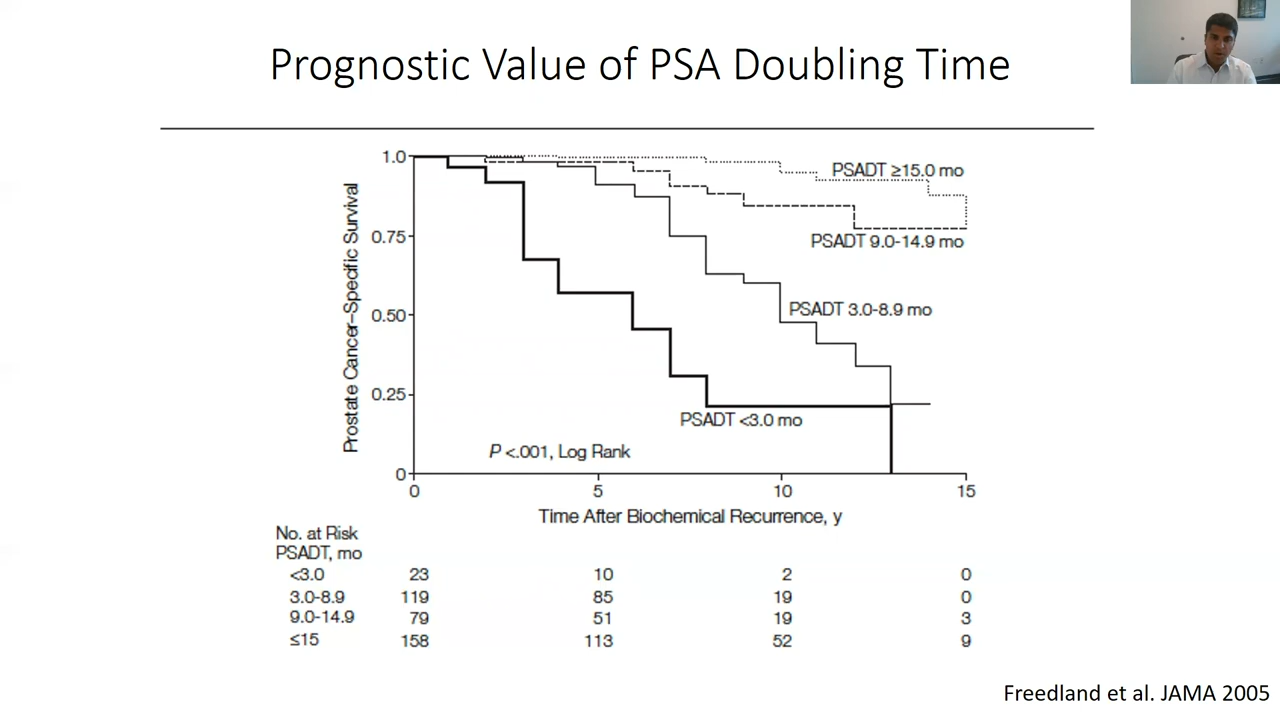 Prognostic Value of PSA Doubling Time
Prostate Cancer–Specific Survival
1.0
0.75
0.50
0.25
0
PSADT ≥15.0 mo
PSADT 9.0-14.9 mo
PSADT 3.0-8.9 mo
PSADT <3.0 mo
P <.001, Log Rank
0 5 10 15
Time After Biochemical Recurrence, y
No. at Risk
PSADT, mo
<3.0 23 10 2 0
3.0-8.9 119 85 19 0
9.0-14.9 79 51 19 3
≤15 158 113 52 9
Freedland et al. JAMA 2005